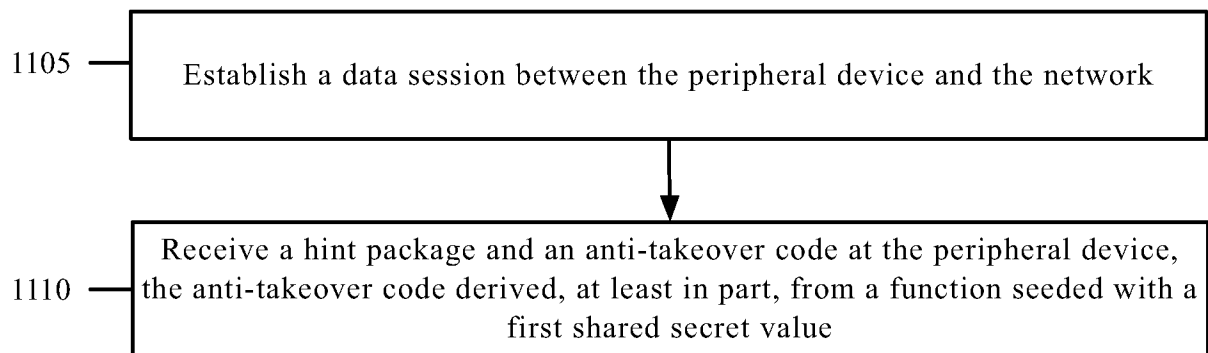 1105
Establish a data session between the peripheral device and the network
1110
Receive a hint package and an anti-takeover code at the peripheral device,
the anti-takeover code derived, at least in part, from a function seeded with a
first shared secret value